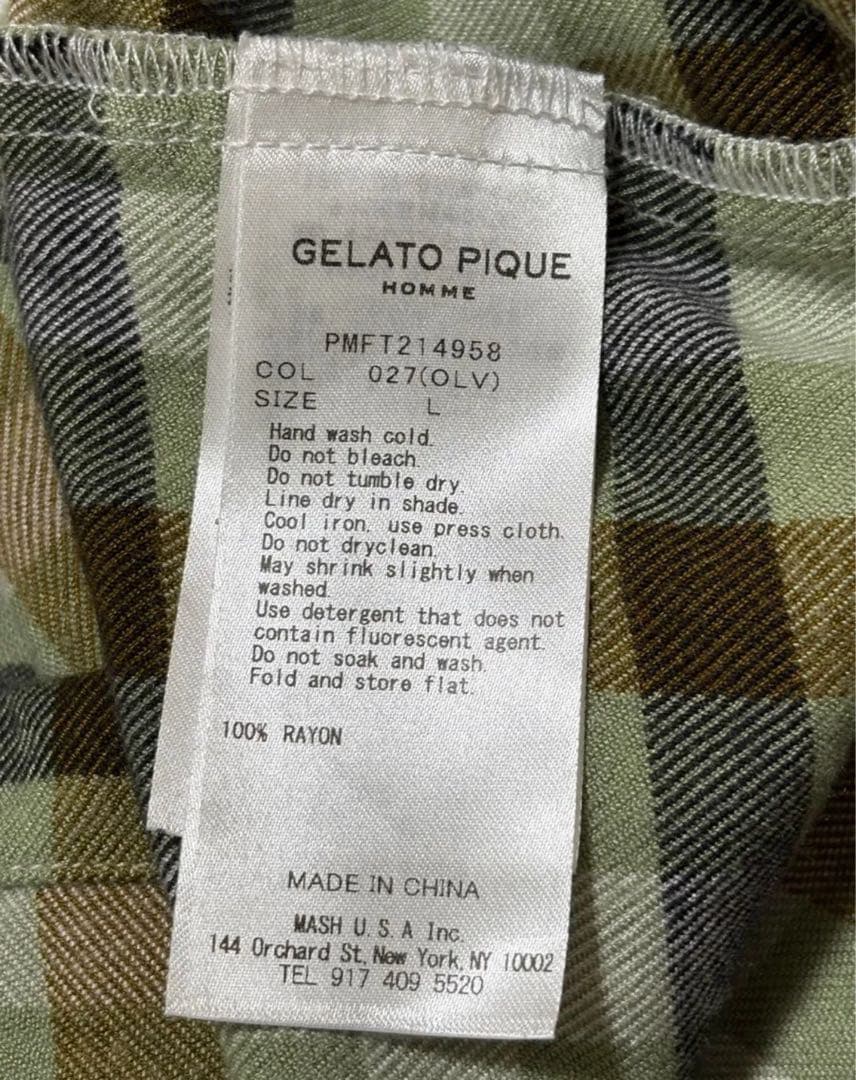 GELATO PIQUE
HOMME
PMFT214958
COL 027(OLV)
SIZE L
Hand wash cold.
Do not bleach.
Do not tumble dry.
Line dry in shade.
Cool iron, use press cloth.
Do not dryclean.
May shrink slightly when
washed.
Use detergent that does not
contain fluorescent agent.
Do not soak and wash.
Fold and store flat.
100% RAYON
MADE IN CHINA
MASH U.S.A Inc.
144 Orchard St, New York, NY 10002
TEL 917 409 5520